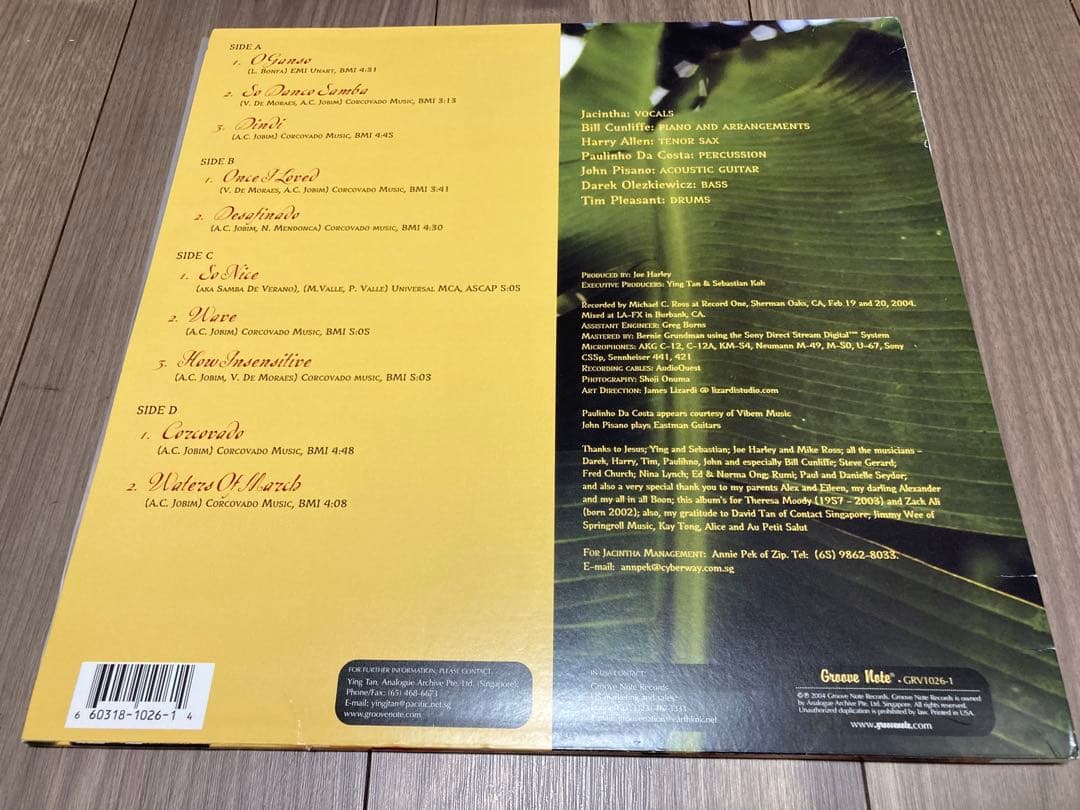 SIDE A
1. O Ganso
(L. Bonfa) EMI Unart, BMI 4:31
2. So Danco Samba
(V. De Moraes, A.C. Jobim) Corcovado Music, BMI 3:13
3. Dindi
(A.C. Jobim) Corcovado Music, BMI 4:45
SIDE B
1. Once I Loved
(V. De Moraes, A.C. Jobim) Corcovado Music, BMI 3:41
2. Desafinado
(A.C. Jobim, N. Mendonca) Corcovado music, BMI 4:30
SIDE C
1. So Nice
(aka Samba De Verano), (M.Valle, P. Valle) Universal MCA, ASCAP 5:05
2. Wave
(A.C. Jobim) Corcovado Music, BMI 5:05
3. How Insensitive
(A.C. Jobim, V. De Moraes) Corcovado music, BMI 5:03
SIDE D
1. Corcovado
(A.C. Jobim) Corcovado Music, BMI 4:48
2. Waters Of March
(A.C. Jobim) Corcovado Music, BMI 4:08
Jacintha: vocals
Bill Cunliffe: piano and arrangements
Harry Allen: tenor sax
Paulinho Da Costa: percussion
John Pisano: acoustic guitar
Darek Olezkiewicz: bass
Tim Pleasant: drums
Produced by: Joe Harley
Executive Producers: Ying Tan & Sebastian Koh
Recorded by Michael C. Ross at Record One, Sherman Oaks, CA, Feb 19 and 20, 2004.
Mixed at LA-FX in Burbank, CA.
Assistant Engineer: Greg Burns
Mastered by: Bernie Grundman using the Sony Direct Stream Digital™ System
Microphones: AKG C-12, C-12A, KM-54, Neumann M-49, M-50, U-67, Sony
C55p, Sennheiser 441, 421
Recording cables: AudioQuest
Photography: Shoji Onuma
Art Direction: James Lizardi @ lizardistudio.com
Paulinho Da Costa appears courtesy of Vibem Music
John Pisano plays Eastman Guitars
Thanks to Jesus; Ying and Sebastian; Joe Harley and Mike Ross; all the musicians –
Darek, Harry, Tim, Paulihno, John and especially Bill Cunliffe; Steve Gerard;
Fred Church; Nina Lynch; Ed & Norma Ong; Rumi; Paul and Danielle Seydor;
and also a very special thank you to my parents Alex and Eileen, my darling Alexander
and my all in all Boon; this album's for Theresa Moody (1957 – 2003) and Zack Ali
(born 2002); also, my gratitude to David Tan of Contact Singapore; Jimmy Wee of
Springroll Music, Kay Tong, Alice and Au Petit Salut
For Jacintha Management: Annie Pek of Zip. Tel: (65) 9862-8033.
E-mail: annpek@cyberway.com.sg
6 60318-1026-1 4
FOR FURTHER INFORMATION, PLEASE CONTACT:
Ying Tan, Analogue Archive Pte. Ltd. (Singapore);
Phone/Fax: (65) 468-6673
E-mail: yingjtan@pacific.net.sg
www.groovenote.com
IN USA CONTACT:
Groove Note Records
US marketing and sales
Groove Note® · GRV1026-1
©℗ 2004 Groove Note Records. Groove Note Records is owned
by Analogue Archive Pte. Ltd. Singapore. All rights reserved.
Unauthorized duplication is prohibited by law. Printed in USA.
www.groovenote.com